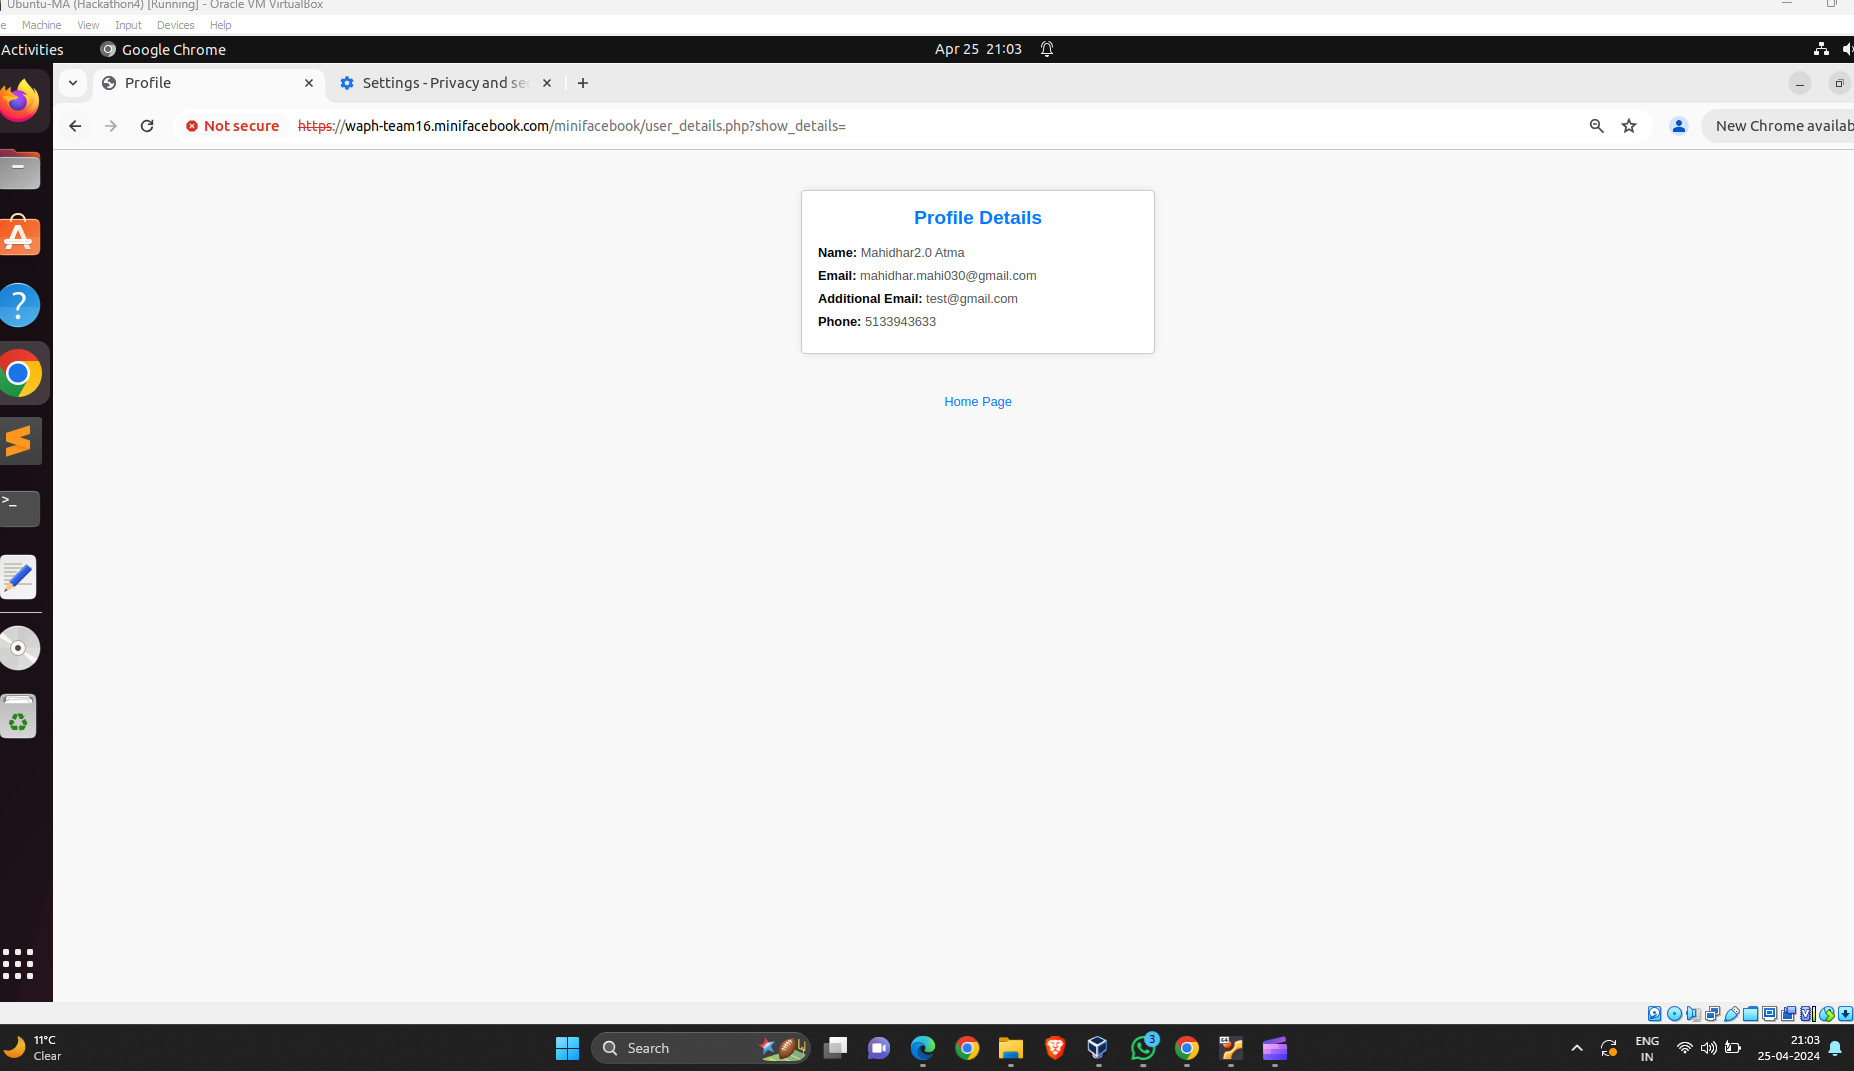 Ubuntu-MA (Hackathon4) [Running] - Oracle VM VirtualBox
Machine View Input Devices Help
Activities Google Chrome Apr 25 21:03
Profile Settings - Privacy and sec
Not secure https://waph-team16.minifacebook.com/minifacebook/user_details.php?show_details= New Chrome availab
Profile Details
Name: Mahidhar2.0 Atma
Email: mahidhar.mahi030@gmail.com
Additional Email: test@gmail.com
Phone: 5133943633
Home Page
11°C
Clear
Search
3
ENG
IN
21:03
25-04-2024